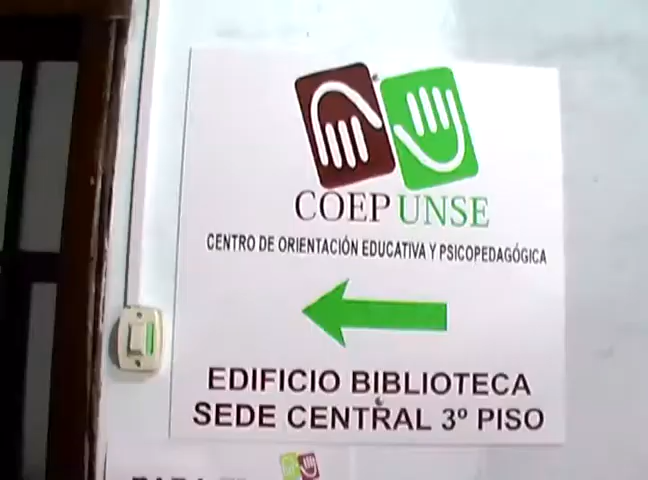 COEP UNSE
CENTRO DE ORIENTACIÓN EDUCATIVA Y PSICOPEDAGÓGICA
EDIFICIO BIBLIOTECA
SEDE CENTRAL 3º PISO